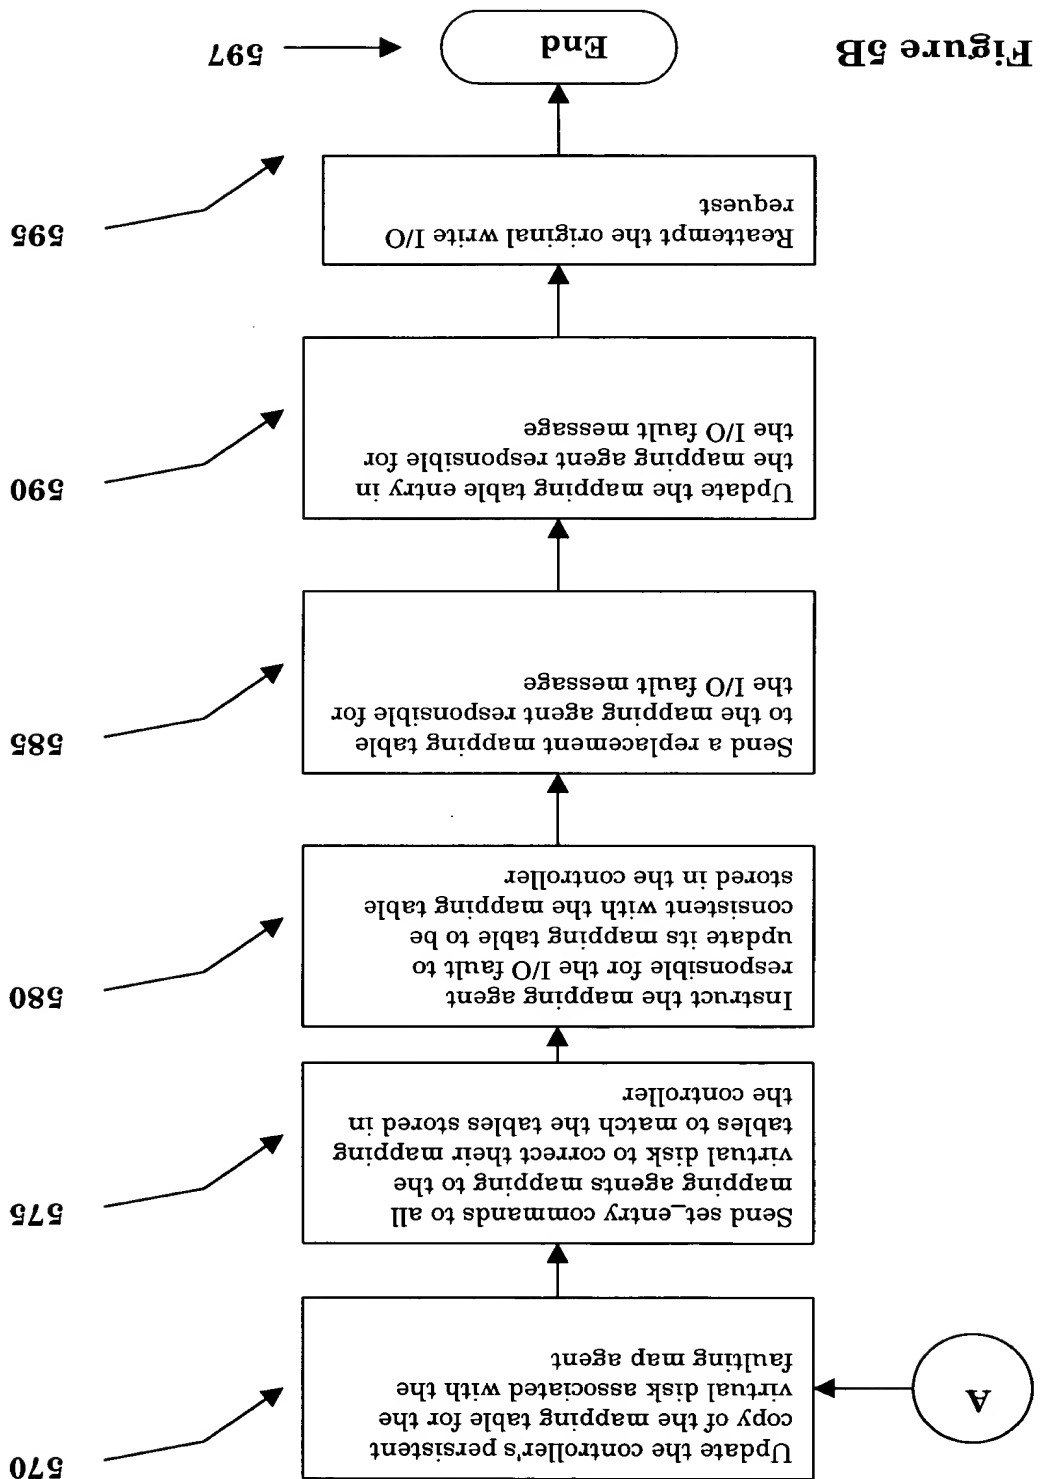 A
Update the controller's persistent
copy of the mapping table for the
virtual disk associated with the
faulting map agent
570
Send set_entry commands to all
mapping agents mapping to the
virtual disk to correct their mapping
tables to match the tables stored in
the controller
575
Instruct the mapping agent
responsible for the I/O fault to
update its mapping table to be
consistent with the mapping table
stored in the controller
580
Send a replacement mapping table
to the mapping agent responsible for
the I/O fault message
585
Update the mapping table entry in
the mapping agent responsible for
the I/O fault message
590
Reattempt the original write I/O
request
595
End
597
Figure 5B